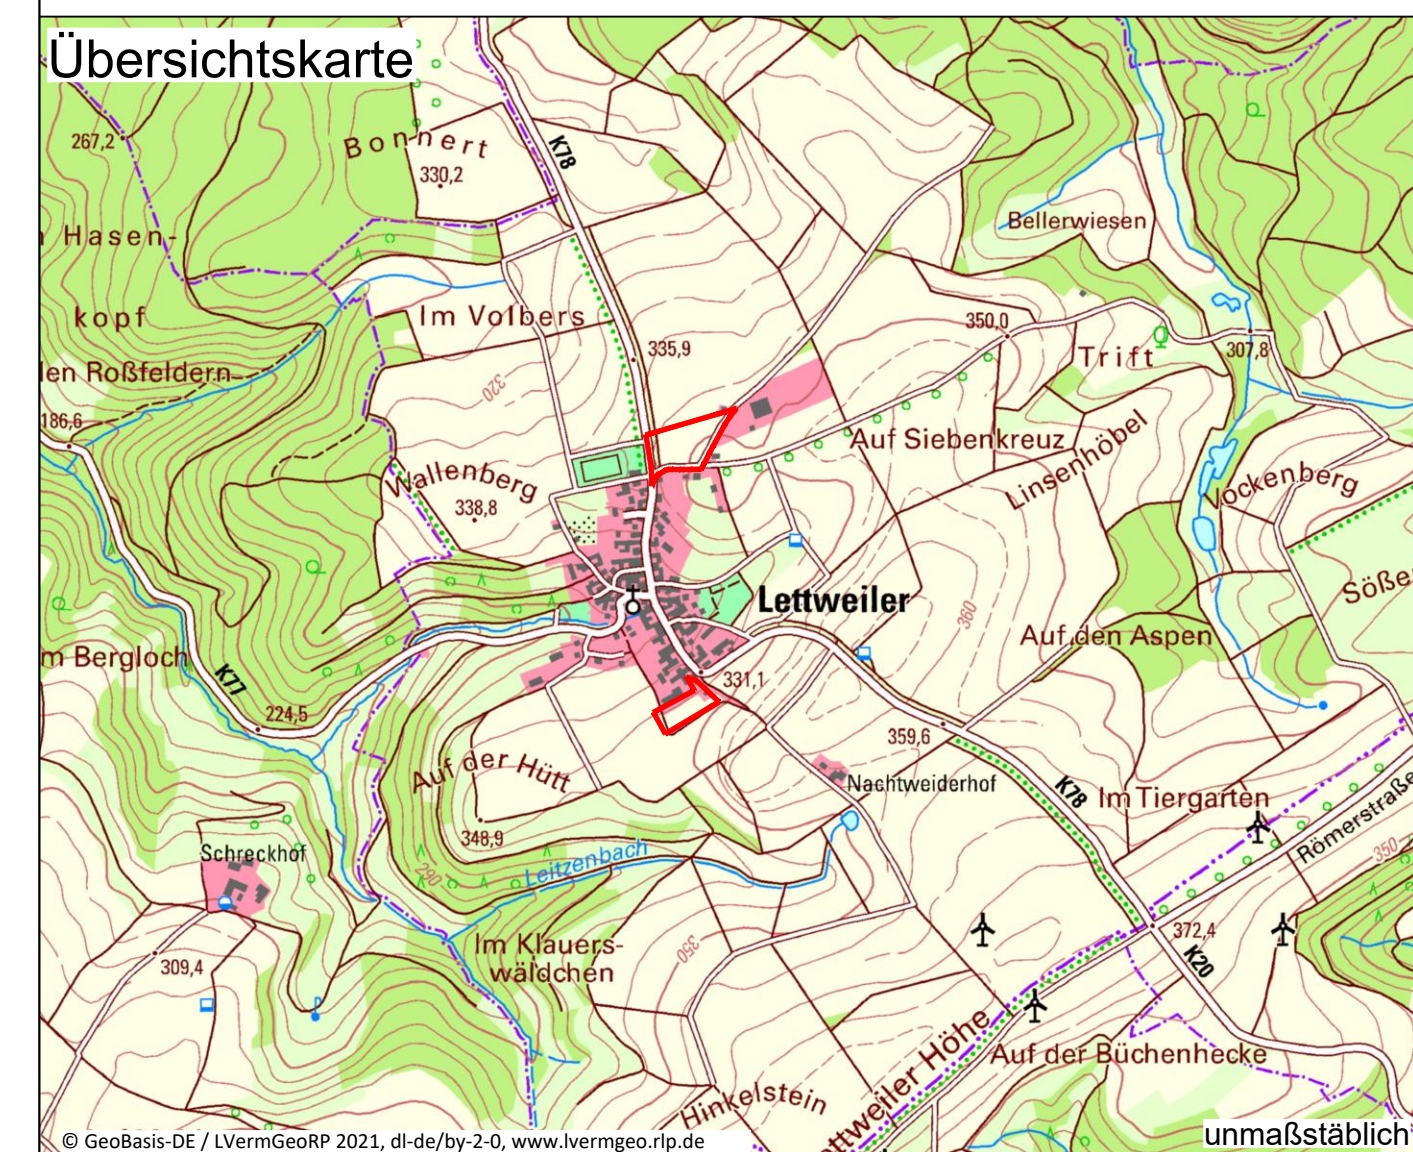 Übersichtskarte
267,2
Bonnert
330,2
K78
Hasen-
kopf
Bellerwiesen
Im Volbers
335,9
350,0
Trift
307,8
320
Roßfeldern
186,6
Auf Siebenkreuz
Linsenhöbel
Vockenberg
Wallenberg
338,8
Lettweiler
360
Auf den Aspen
Bergloch
K77
224,5
331,1
359,6
Auf der Hütt
Nachtweiderhof
K78
Im Tiergarten
Römerstraße
350
348,9
Schreckhof
290
Leitzenbach
Im Klauers-
wäldchen
350
309,4
372,4
K20
Höhe
Auf der Büchenhecke
Hinkelstein
© GeoBasis-DE / LVermGeoRP 2021, dl-de/by-2-0, www.lvermgeo.rlp.de
unmaßstäblich